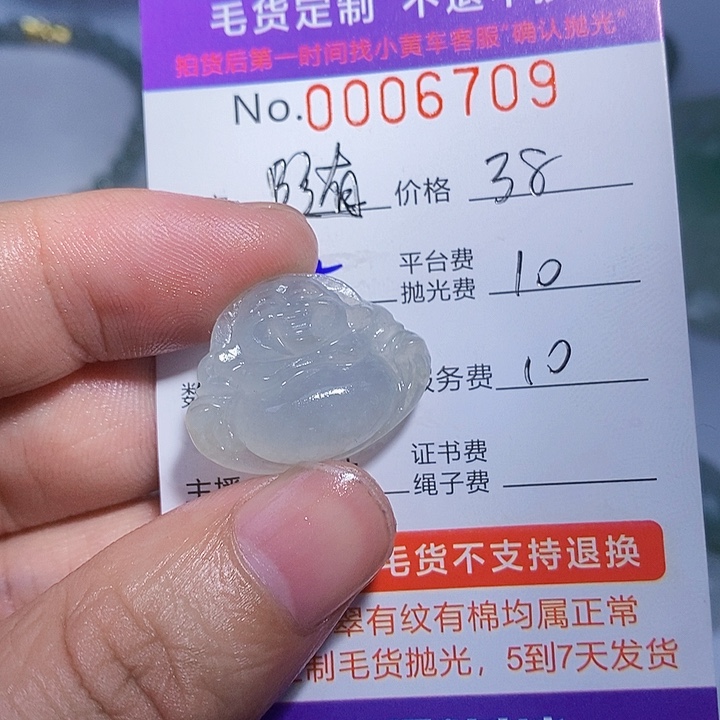 毛货定制 不退不换
拍货后第一时间找小黄车客服“确认抛光”
No.0006709
价格 38
平台费
抛光费 10
数
服务费 10
证书费
绳子费
主播
毛货不支持退换
翠有纹有棉均属正常
制毛货抛光，5到7天发货